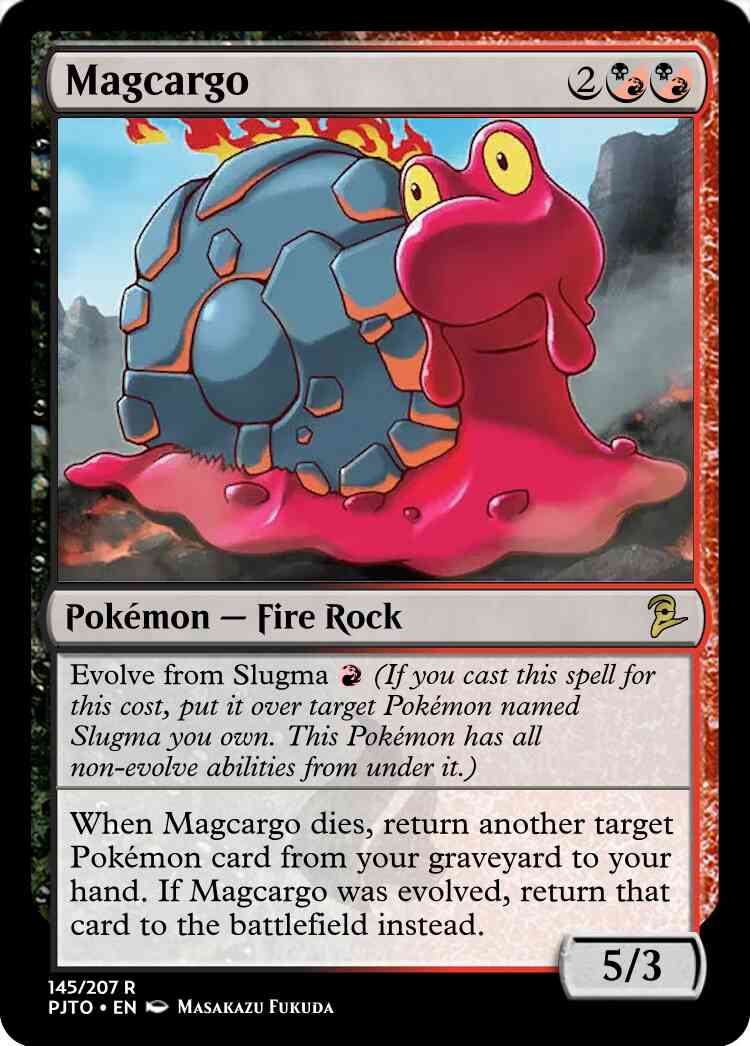 Magcargo 2
Pokémon — Fire Rock
Evolve from Slugma (If you cast this spell for
this cost, put it over target Pokémon named
Slugma you own. This Pokémon has all
non-evolve abilities from under it.)
When Magcargo dies, return another target
Pokémon card from your graveyard to your
hand. If Magcargo was evolved, return that
card to the battlefield instead.
5/3
145/207 R
PJTO • EN Masakazu Fukuda